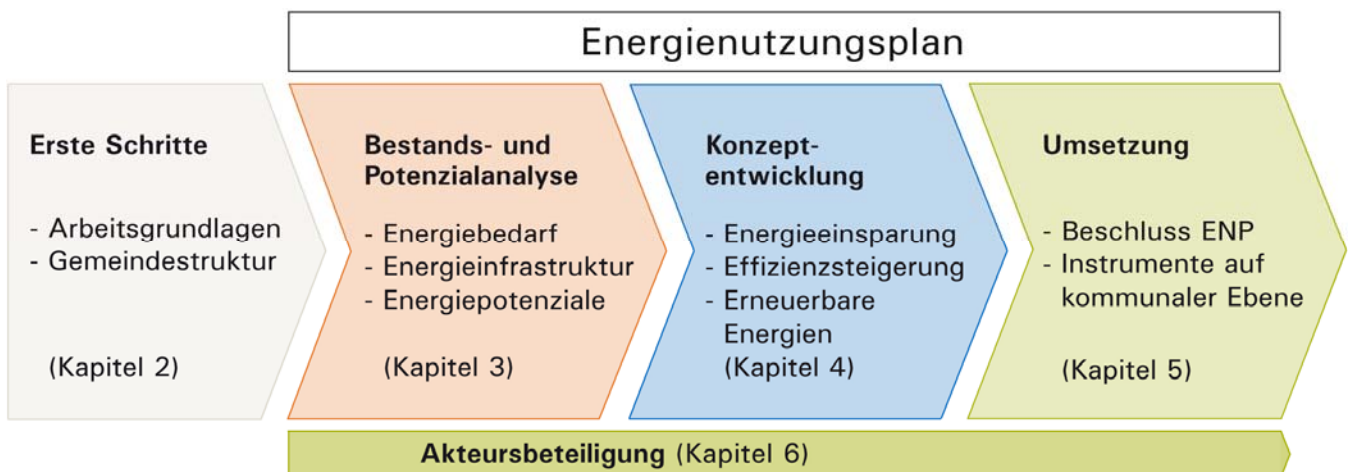 Energienutzungsplan
Erste Schritte
- Arbeitsgrundlagen
- Gemeindestruktur
(Kapitel 2)
Bestands- und
Potenzialanalyse
- Energiebedarf
- Energieinfrastruktur
- Energiepotenziale
(Kapitel 3)
Konzept-
entwicklung
- Energieeinsparung
- Effizienzsteigerung
- Erneuerbare
Energien
(Kapitel 4)
Umsetzung
- Beschluss ENP
- Instrumente auf
kommunaler Ebene
(Kapitel 5)
Akteursbeteiligung (Kapitel 6)